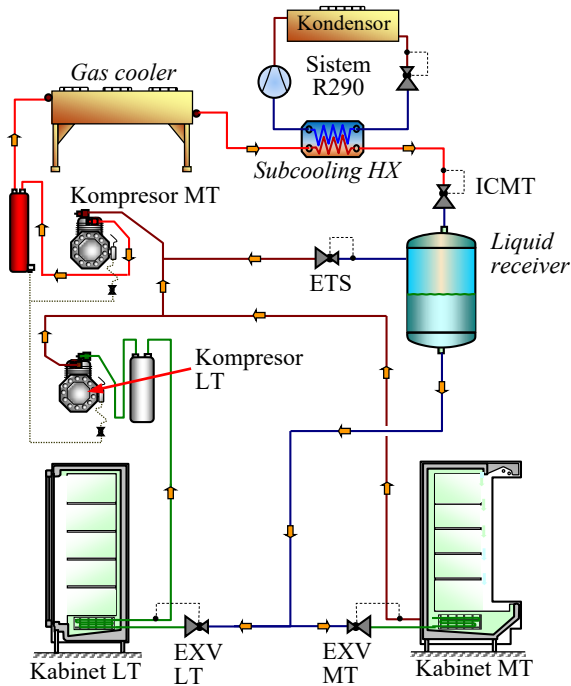 Kondensor
Gas cooler
Sistem
R290
Subcooling HX
Kompresor MT
ICMT
Liquid
receiver
ETS
Kompresor
LT
EXV
LT
EXV
MT
Kabinet LT
Kabinet MT